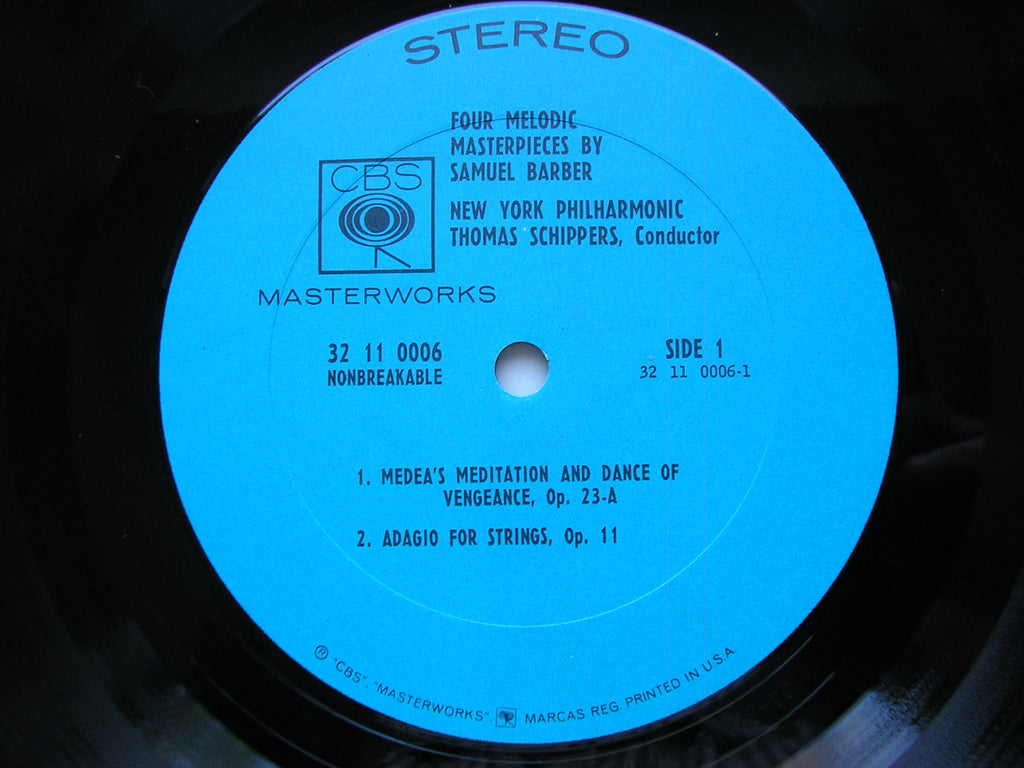 STEREO
FOUR MELODIC
MASTERPIECES BY
SAMUEL BARBER
CBS
NEW YORK PHILHARMONIC
THOMAS SCHIPPERS, Conductor
MASTERWORKS
32 11 0006
NONBREAKABLE
SIDE 1
32 11 0006-1
1. MEDEA'S MEDITATION AND DANCE OF
VENGEANCE, Op. 23-A
2. ADAGIO FOR STRINGS, Op. 11
® "CBS", "MASTERWORKS" MARCAS REG. PRINTED IN U.S.A.